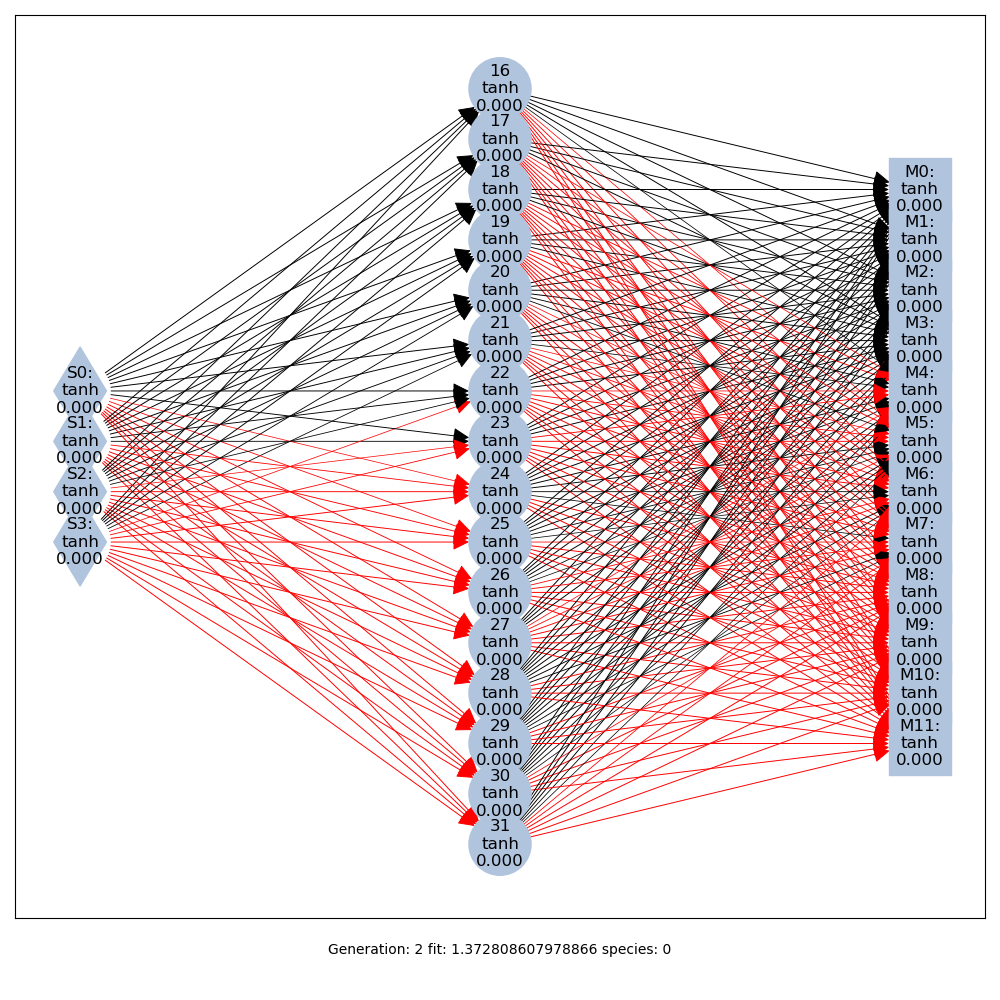 S0:
tanh
0.000
S1:
tanh
0.000
S2:
tanh
0.000
S3:
tanh
0.000
16
tanh
0.000
17
tanh
0.000
18
tanh
0.000
19
tanh
0.000
20
tanh
0.000
21
tanh
0.000
22
tanh
0.000
23
tanh
0.000
24
tanh
0.000
25
tanh
0.000
26
tanh
0.000
27
tanh
0.000
28
tanh
0.000
29
tanh
0.000
30
tanh
0.000
31
tanh
0.000
M0:
tanh
0.000
M1:
tanh
0.000
M2:
tanh
0.000
M3:
tanh
0.000
M4:
tanh
0.000
M5:
tanh
0.000
M6:
tanh
0.000
M7:
tanh
0.000
M8:
tanh
0.000
M9:
tanh
0.000
M10:
tanh
0.000
M11:
tanh
0.000
Generation: 2 fit: 1.372808607978866 species: 0